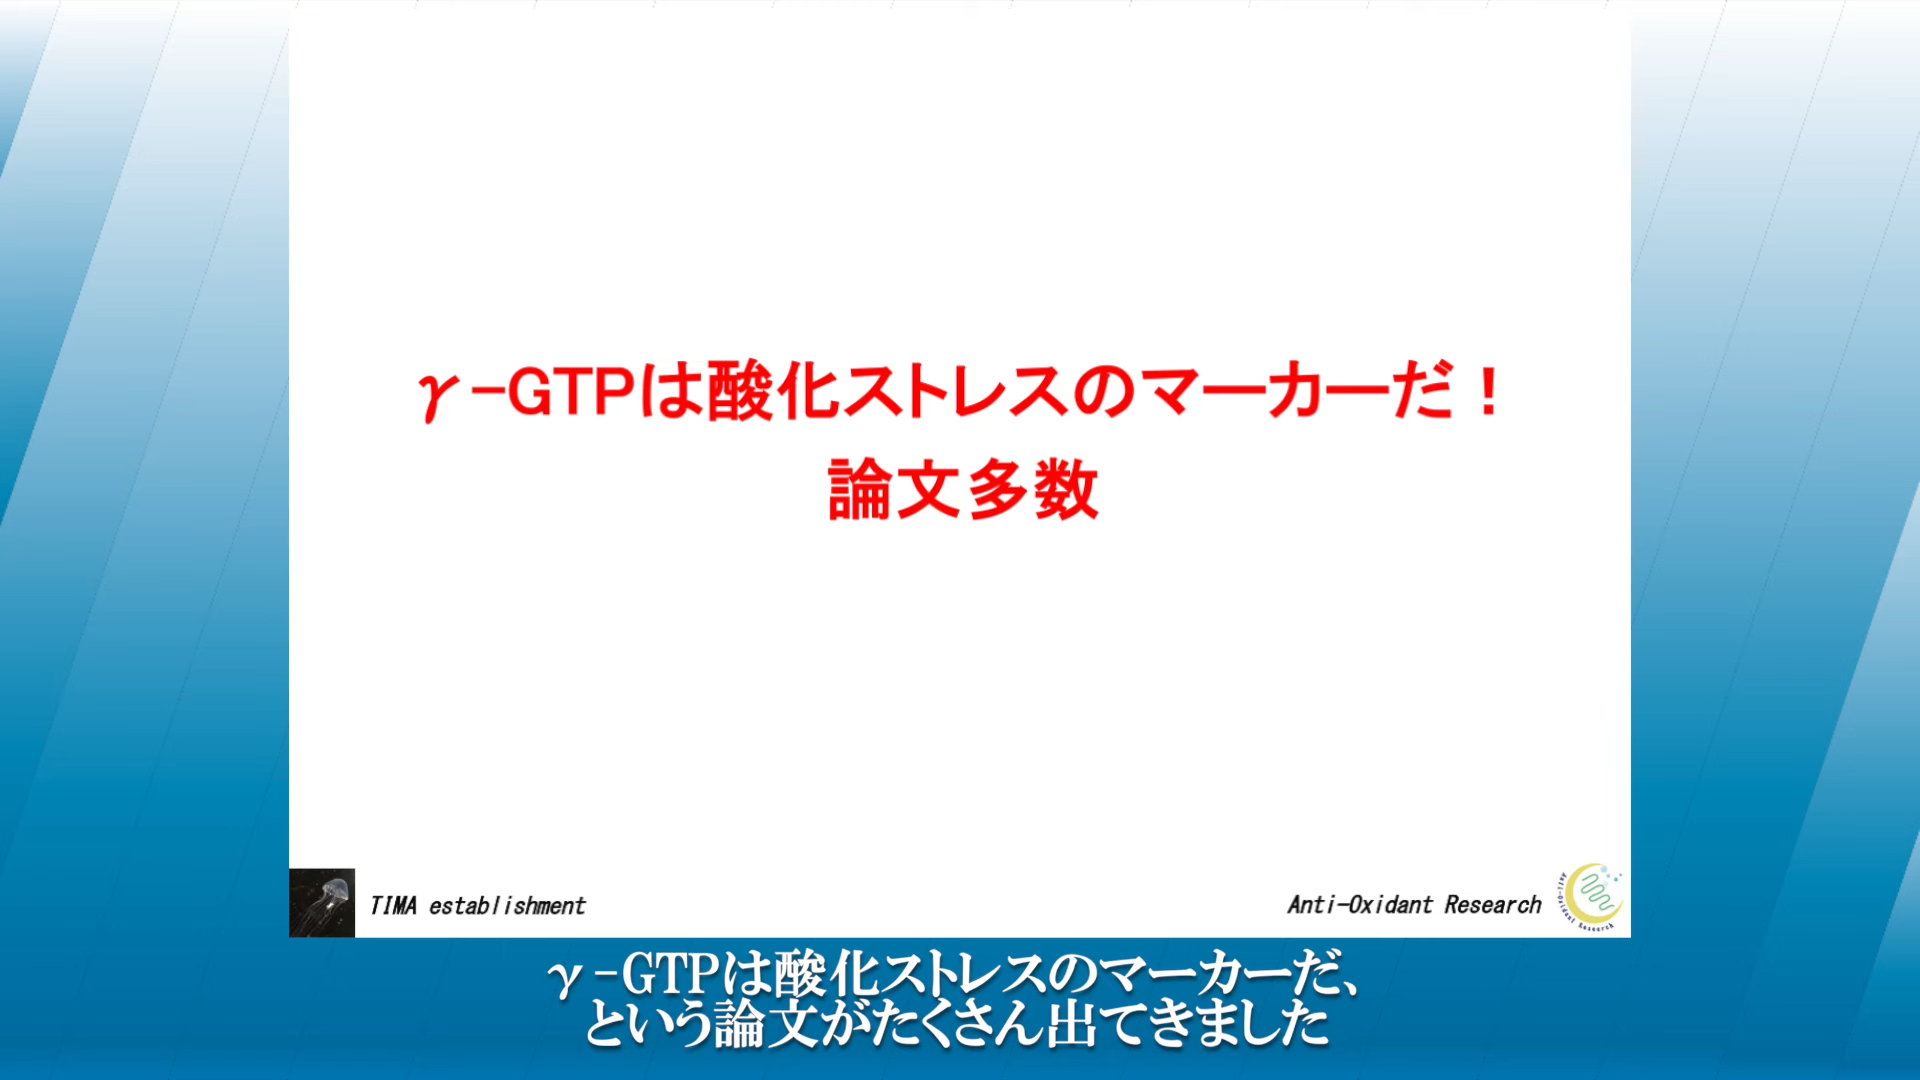 γ-GTPは酸化ストレスのマーカーだ！
論文多数
TIMA establishment
Anti-Oxidant Research
Anti-Oxidant Research
γ-GTPは酸化ストレスのマーカーだ、
という論文がたくさん出てきました